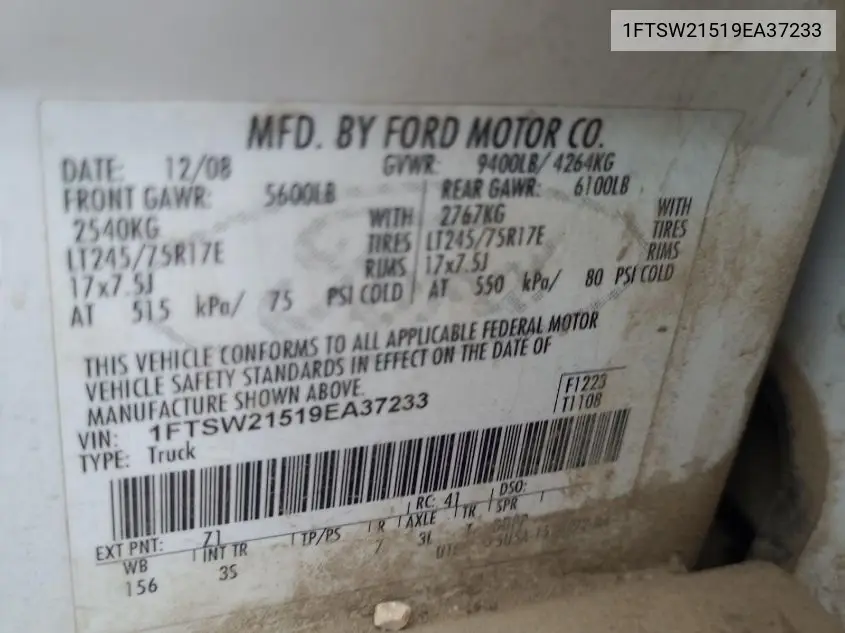 1FTSW21519EA37233
MFD. BY FORD MOTOR CO.
DATE: 12/08 GVWR: 9400LB/ 4264KG
FRONT GAWR: 5600LB REAR GAWR: 6100LB
2540KG WITH 2767KG WITH
LT245/75R17E TIRES LT245/75R17E TIRES
17x7.5J RIMS 17x7.5J RIMS
AT 515 kPa/ 75 PSI COLD AT 550 kPa/ 80 PSI COLD
THIS VEHICLE CONFORMS TO ALL APPLICABLE FEDERAL MOTOR
VEHICLE SAFETY STANDARDS IN EFFECT ON THE DATE OF
MANUFACTURE SHOWN ABOVE.
F1223
VIN: 1FTSW21519EA37233 T1108
TYPE: Truck
EXT PNT: Z1 RC: 41 DSO:
WB INT TR TP/PS R AXLE TR SPR
156 3S 7 3L T